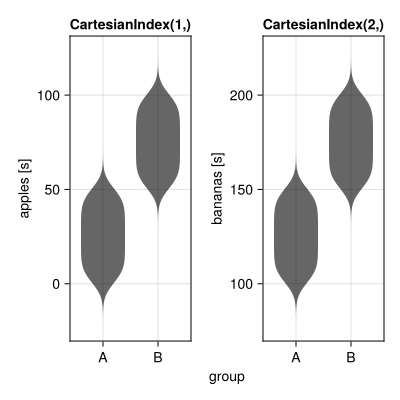 CartesianIndex(1,)
CartesianIndex(2,)
apples [s]
100
50
0
A
B
bananas [s]
200
150
100
A
B
group